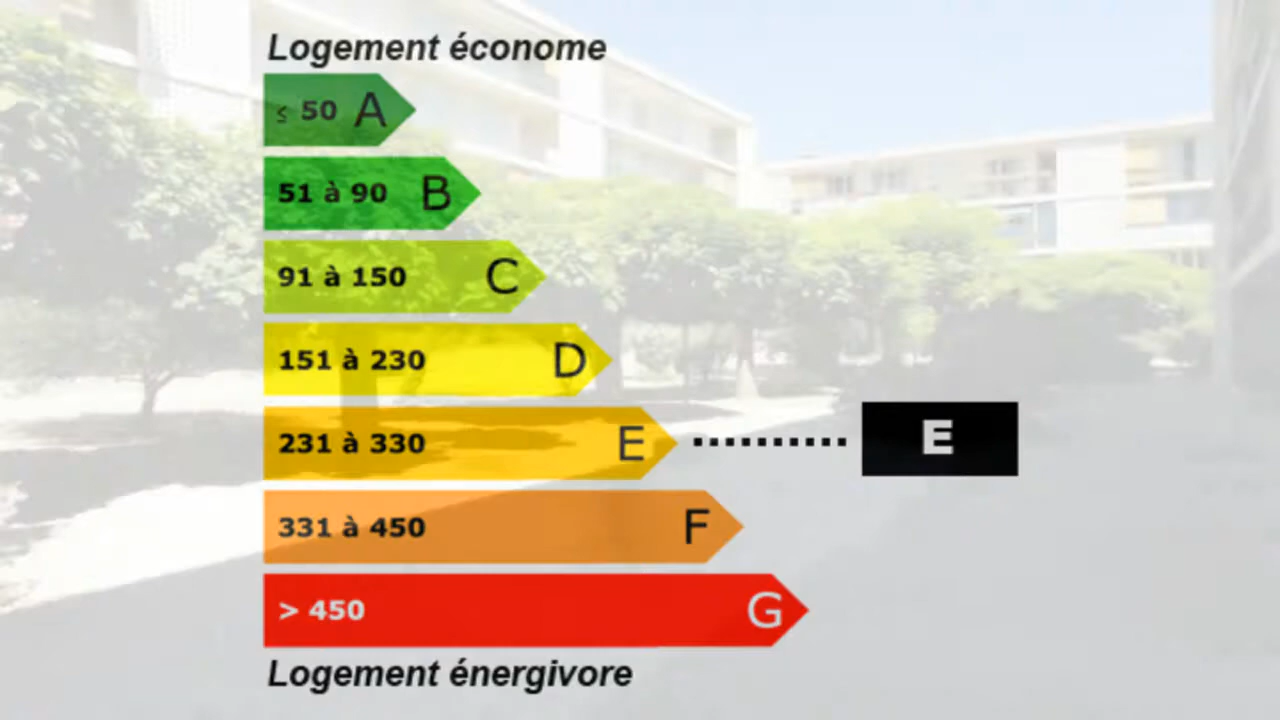 Logement économe
≤ 50 A
51 à 90 B
91 à 150 C
151 à 230 D
231 à 330 E
E
331 à 450 F
> 450 G
Logement énergivore